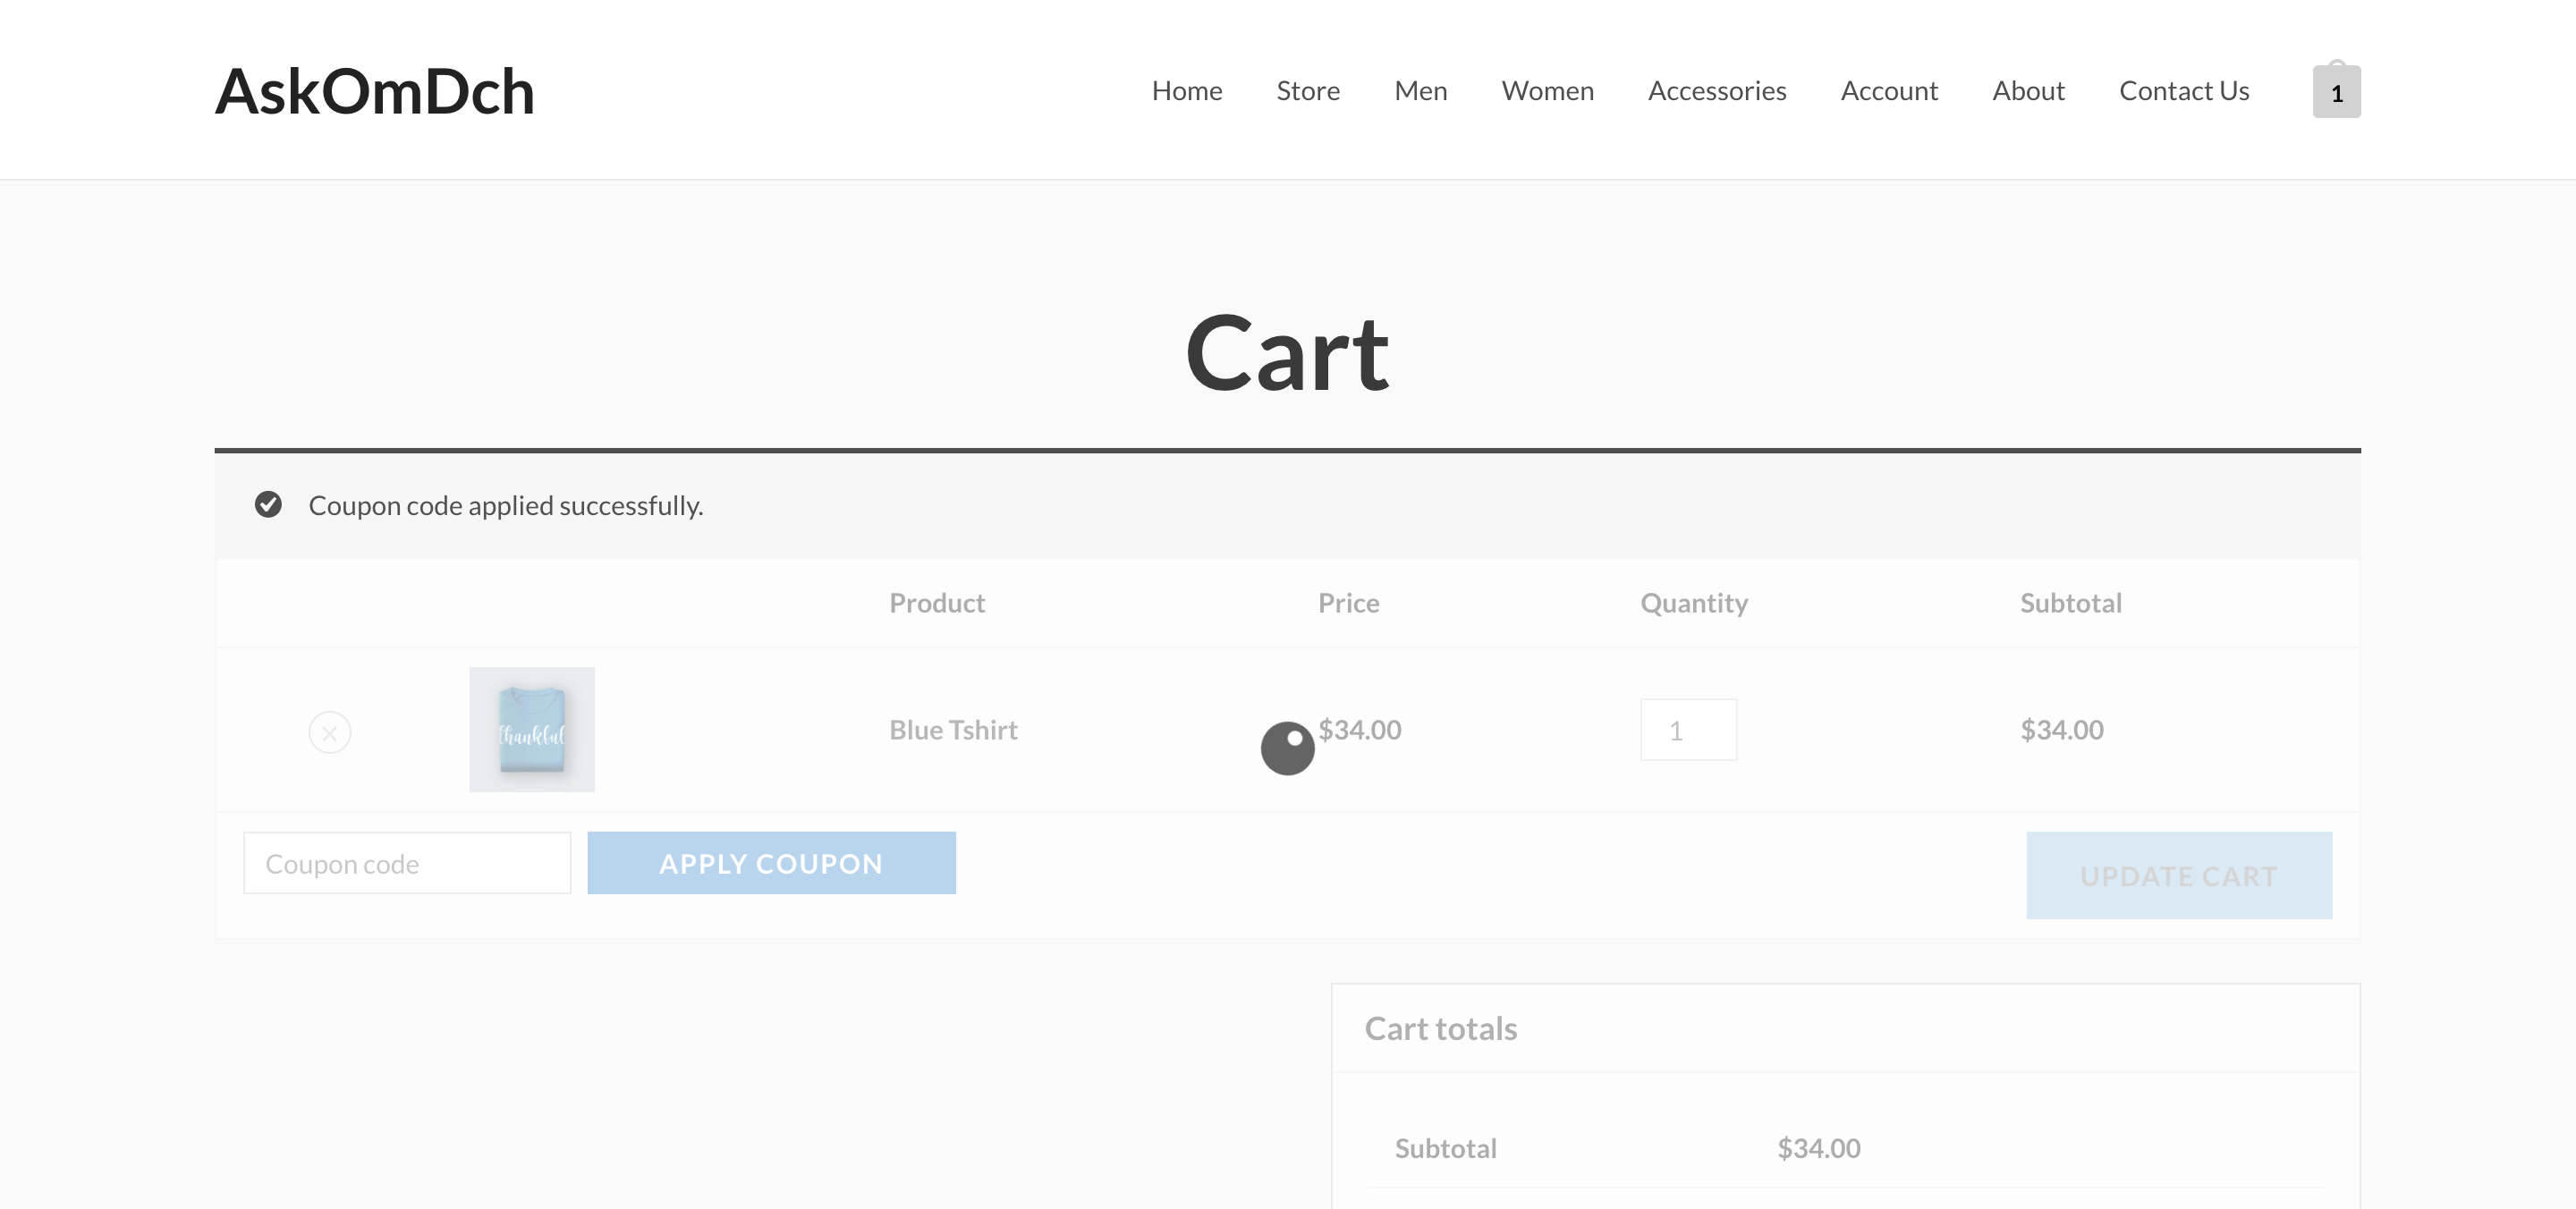 AskOmDch
Home Store Men Women Accessories Account About Contact Us 1
Cart
Coupon code applied successfully.
Product Price Quantity Subtotal
thankful
Blue Tshirt $34.00 1 $34.00
Coupon code APPLY COUPON UPDATE CART
Cart totals
Subtotal $34.00